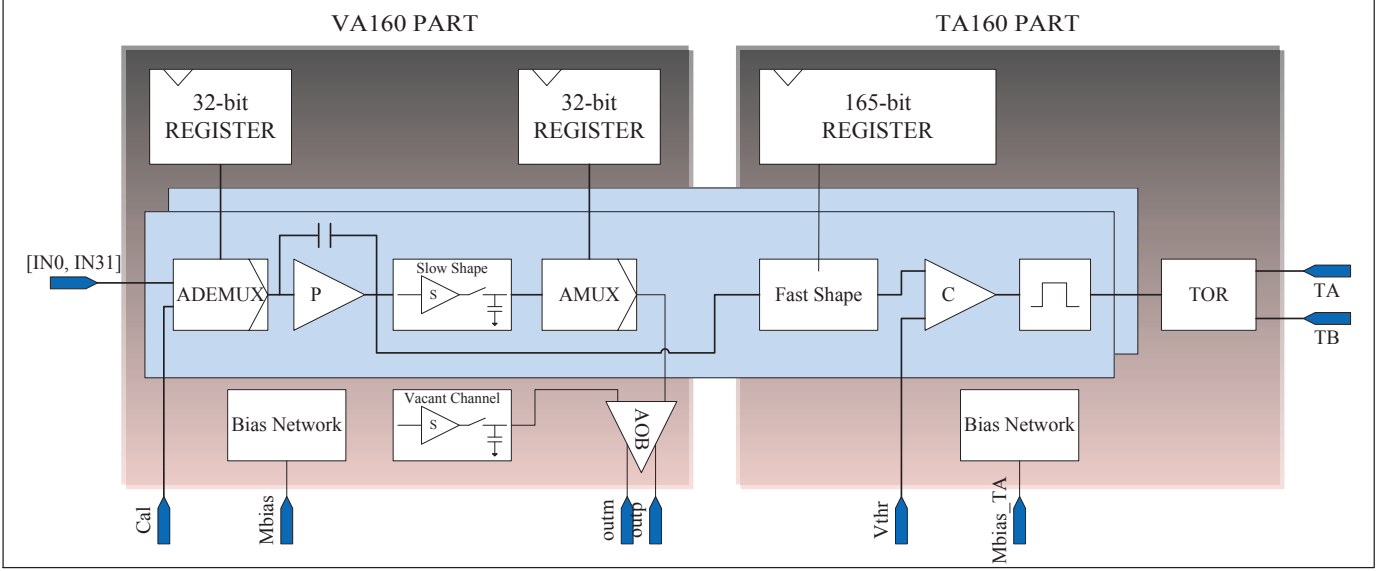 VA160 PART
TA160 PART
32-bit
REGISTER
32-bit
REGISTER
165-bit
REGISTER
[IN0, IN31]
ADEMUX
P
Slow Shape
S
AMUX
Fast Shape
C
TOR
TA
TB
Bias Network
Vacant Channel
S
AOB
Bias Network
Cal
Mbias
outm
outp
Vthr
Mbias_TA